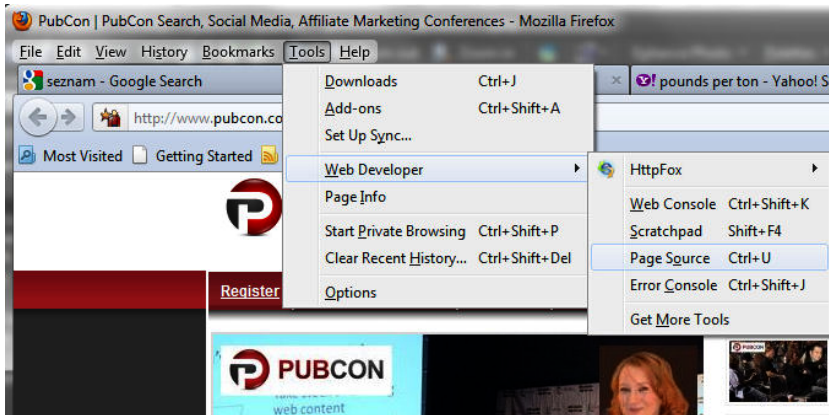 PubCon | PubCon Search, Social Media, Affiliate Marketing Conferences - Mozilla Firefox
File Edit View History Bookmarks Tools Help
seznam - Google Search
pounds per ton - Yahoo! S
http://www.pubcon.co
Most Visited Getting Started
Downloads Ctrl+J
Add-ons Ctrl+Shift+A
Set Up Sync...
Web Developer
Page Info
Start Private Browsing Ctrl+Shift+P
Clear Recent History... Ctrl+Shift+Del
Options
HttpFox
Web Console Ctrl+Shift+K
Scratchpad Shift+F4
Page Source Ctrl+U
Error Console Ctrl+Shift+J
Get More Tools
Register
PUBCON
web content
PUBCON